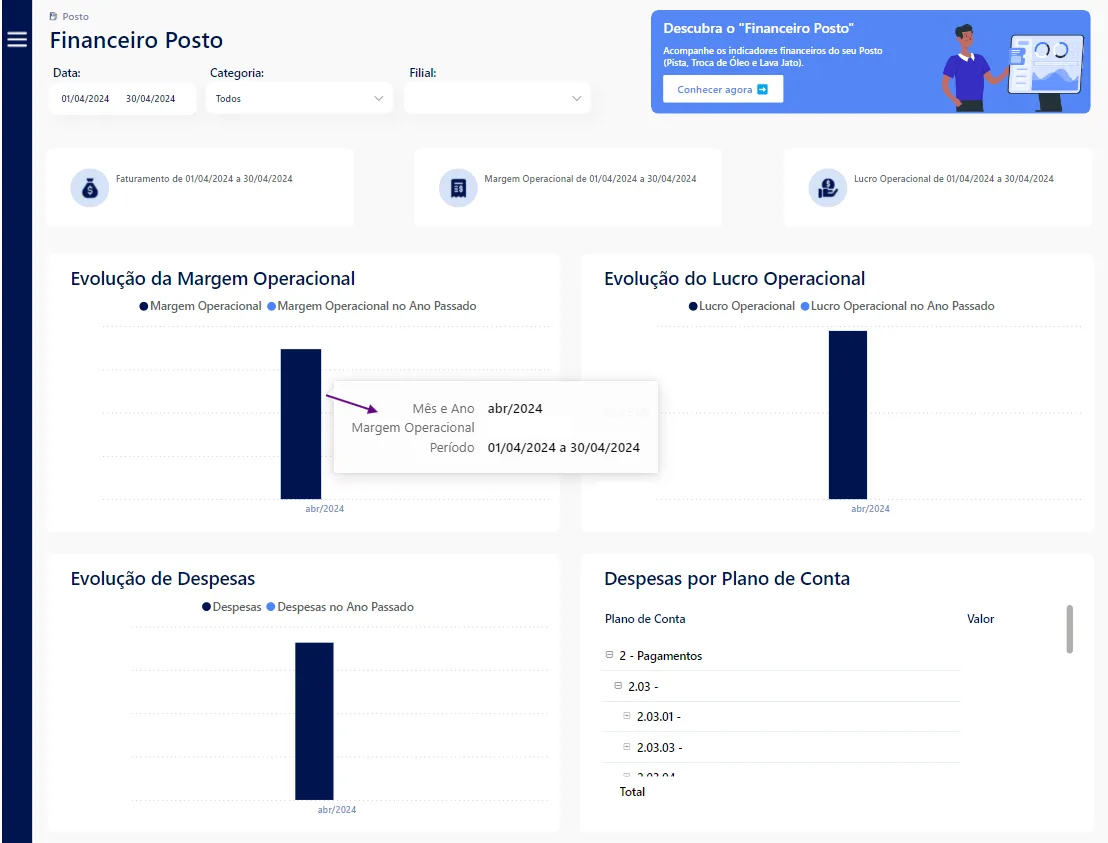 Posto
Financeiro Posto
Data:
01/04/2024 30/04/2024
Categoria:
Todos
Filial:
Descubra o "Financeiro Posto"
Acompanhe os indicadores financeiros do seu Posto
(Pista, Troca de Óleo e Lava Jato).
Conhecer agora
Faturamento de 01/04/2024 a 30/04/2024
Margem Operacional de 01/04/2024 a 30/04/2024
Lucro Operacional de 01/04/2024 a 30/04/2024
Evolução da Margem Operacional
Margem Operacional Margem Operacional no Ano Passado
Mês e Ano abr/2024
Margem Operacional
Período 01/04/2024 a 30/04/2024
abr/2024
Evolução do Lucro Operacional
Lucro Operacional Lucro Operacional no Ano Passado
abr/2024
Evolução de Despesas
Despesas Despesas no Ano Passado
abr/2024
Despesas por Plano de Conta
Plano de Conta Valor
2 - Pagamentos
2.03 -
2.03.01 -
2.03.03 -
2.03.04
Total